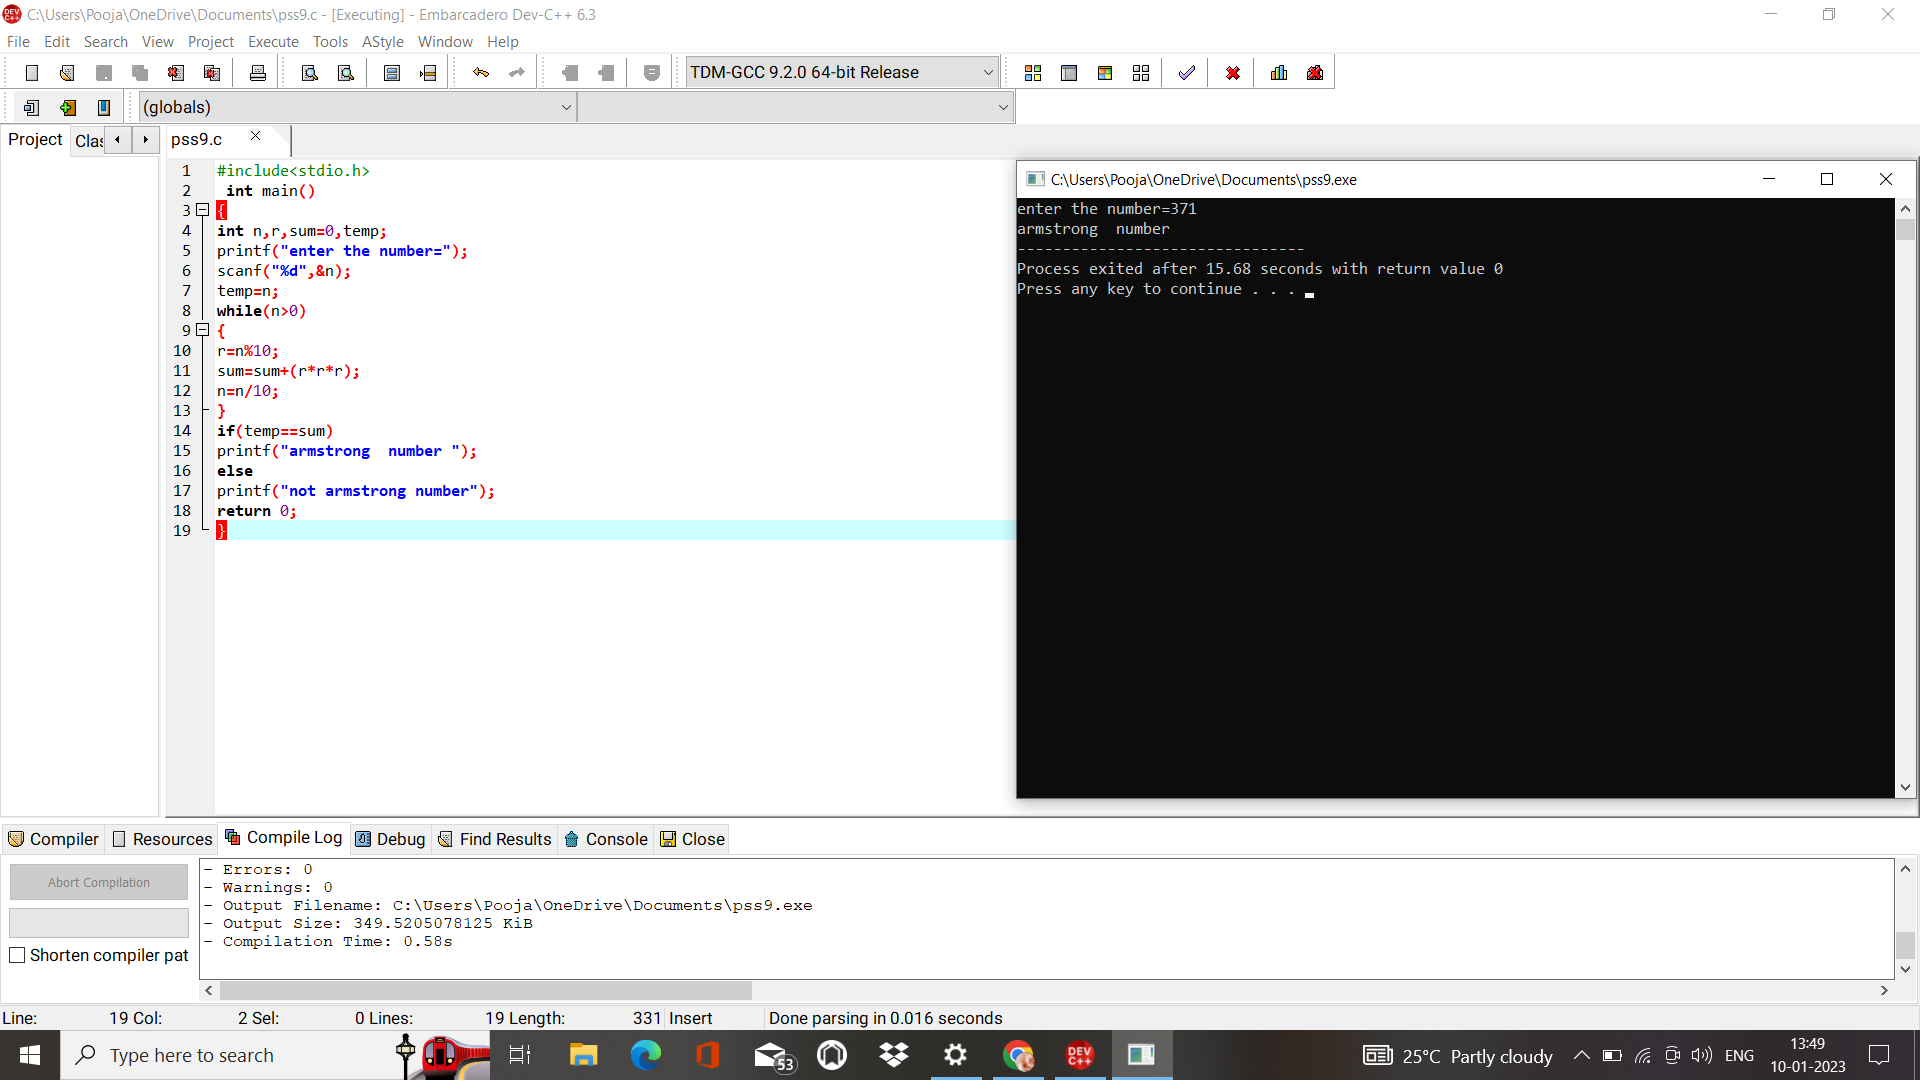 C:\Users\Pooja\OneDrive\Documents\pss9.c - [Executing] - Embarcadero Dev-C++ 6.3
File Edit Search View Project Execute Tools AStyle Window Help
TDM-GCC 9.2.0 64-bit Release
(globals)
Project Clas pss9.c
1 #include<stdio.h>
2 int main()
3 {
4 int n,r,sum=0,temp;
5 printf("enter the number=");
6 scanf("%d",&n);
7 temp=n;
8 while(n>0)
9 {
10 r=n%10;
11 sum=sum+(r*r*r);
12 n=n/10;
13 }
14 if(temp==sum)
15 printf("armstrong  number ");
16 else
17 printf("not armstrong number");
18 return 0;
19 }
C:\Users\Pooja\OneDrive\Documents\pss9.exe
enter the number=371
armstrong  number
--------------------------------
Process exited after 15.68 seconds with return value 0
Press any key to continue . . .
Compiler Resources Compile Log Debug Find Results Console Close
Abort Compilation
Shorten compiler pat
- Errors: 0
- Warnings: 0
- Output Filename: C:\Users\Pooja\OneDrive\Documents\pss9.exe
- Output Size: 349.5205078125 KiB
- Compilation Time: 0.58s
Line: 19 Col: 2 Sel: 0 Lines: 19 Length: 331 Insert Done parsing in 0.016 seconds
Type here to search
53
DEV C++
25°C Partly cloudy
ENG
13:49
10-01-2023